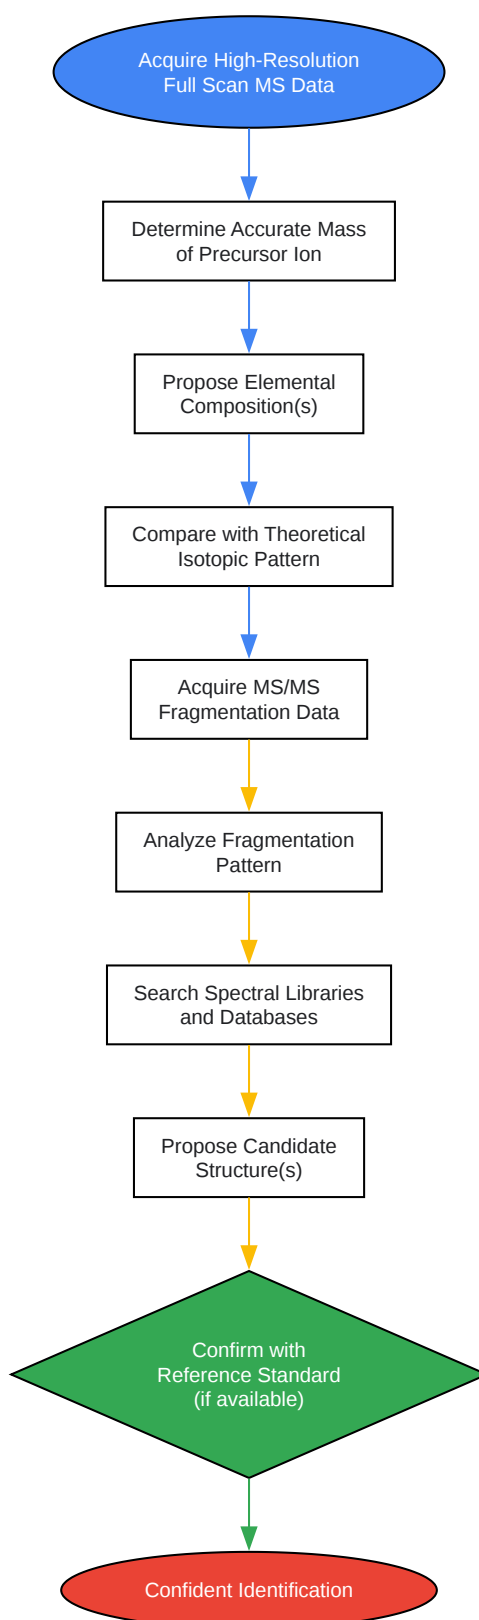 Acquire High-Resolution
Full Scan MS Data
Determine Accurate Mass
of Precursor Ion
Propose Elemental
Composition(s)
Compare with Theoretical
Isotopic Pattern
Acquire MS/MS
Fragmentation Data
Analyze Fragmentation
Pattern
Search Spectral Libraries
and Databases
Propose Candidate
Structure(s)
Confirm with
Reference Standard
(if available)
Confident Identification